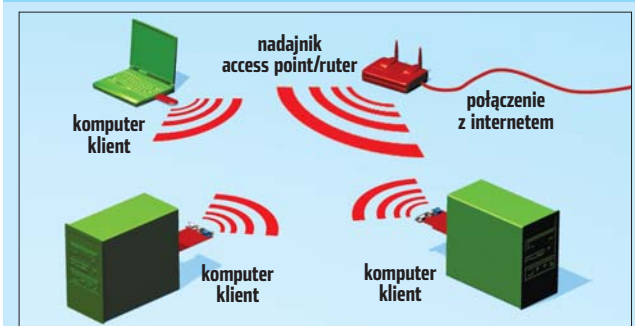 nadajnik
access point/ruter
komputer
klient
połączenie
z internetem
komputer
klient
komputer
klient